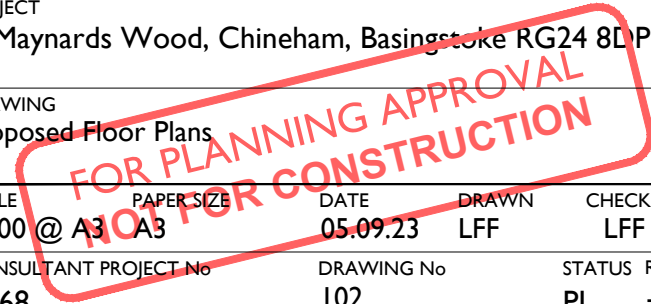 JECT
Maynards Wood, Chineham, Basingstoke RG24 8DP
WING
posed Floor Plans
FOR PLANNING APPROVAL
NOT FOR CONSTRUCTION
LE PAPER SIZE DATE DRAWN CHECK
00 @ A3 A3 05.09.23 LFF LFF
NSULTANT PROJECT No DRAWING No STATUS
68 102 PL